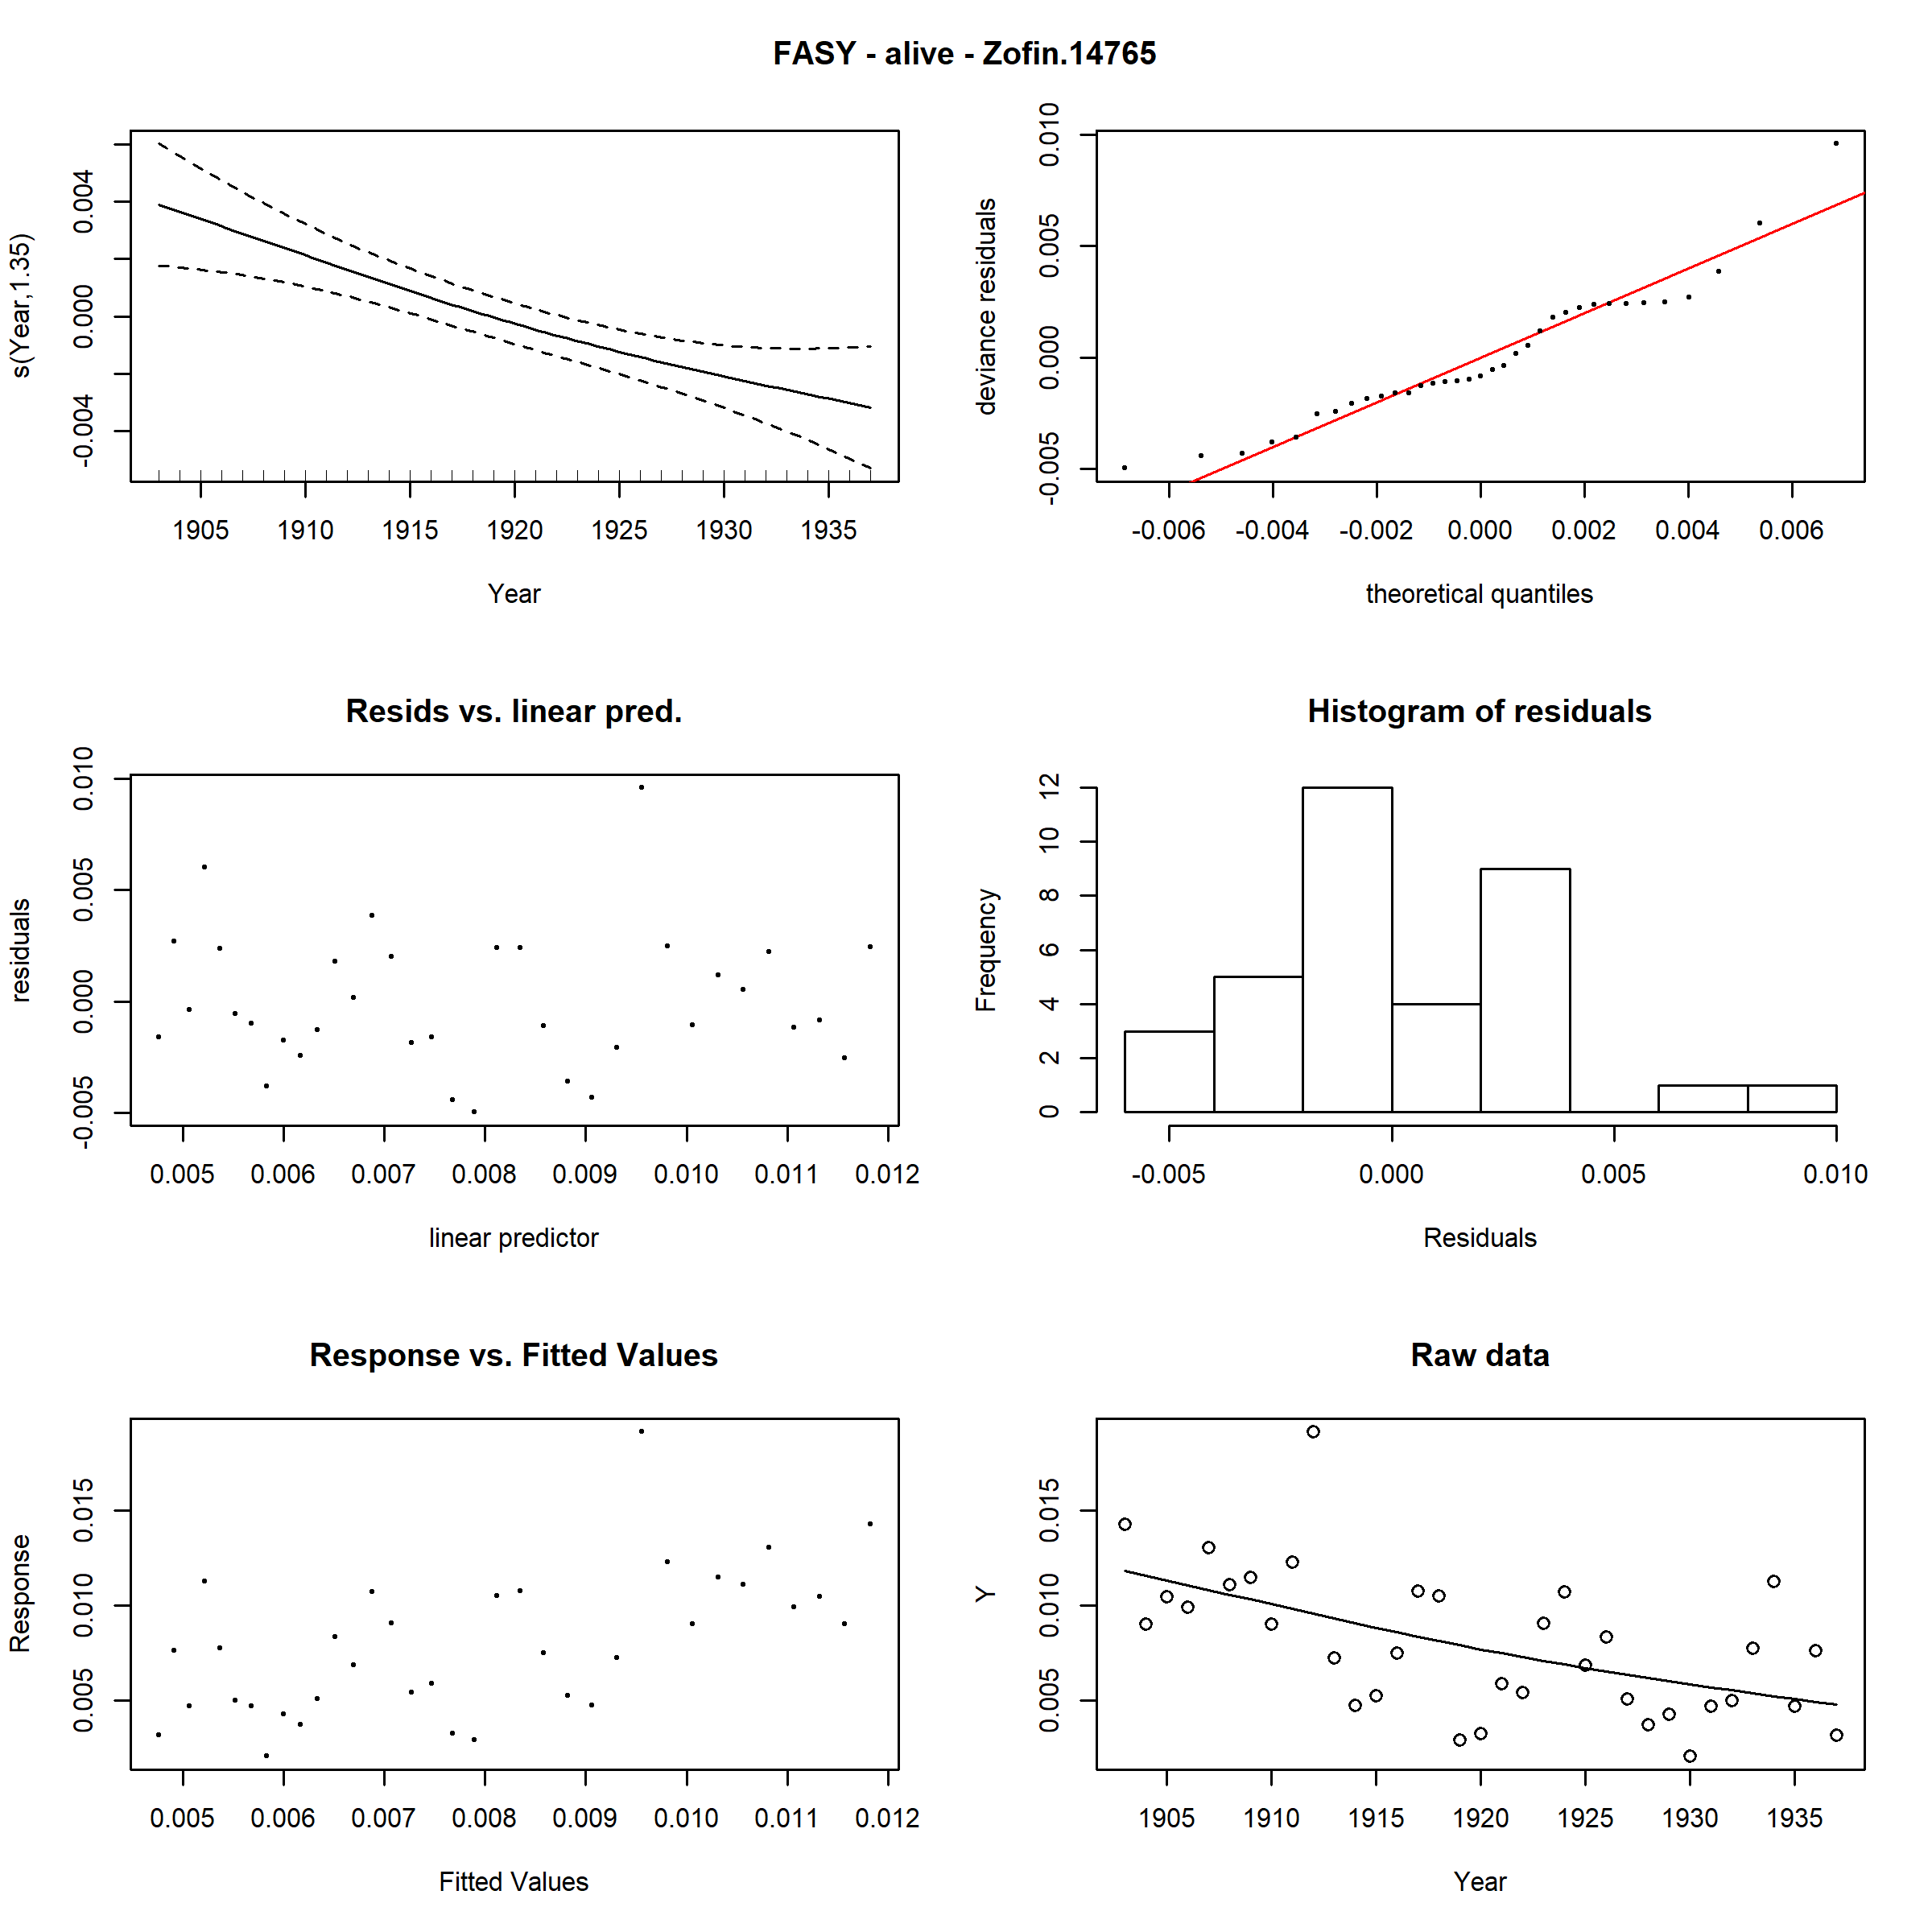 FASY - alive - Zofin.14765
s(Year,1.35)
0.004
0.000
-0.004
1905 1910 1915 1920 1925 1930 1935
Year
deviance residuals
0.010
0.005
0.000
-0.005
-0.006 -0.004 -0.002 0.000 0.002 0.004 0.006
theoretical quantiles
Resids vs. linear pred.
residuals
0.010
0.005
0.000
-0.005
0.005 0.006 0.007 0.008 0.009 0.010 0.011 0.012
linear predictor
Histogram of residuals
Frequency
12
10
8
6
4
2
0
-0.005 0.000 0.005 0.010
Residuals
Response vs. Fitted Values
Response
0.015
0.010
0.005
0.005 0.006 0.007 0.008 0.009 0.010 0.011 0.012
Fitted Values
Raw data
Y
0.015
0.010
0.005
1905 1910 1915 1920 1925 1930 1935
Year